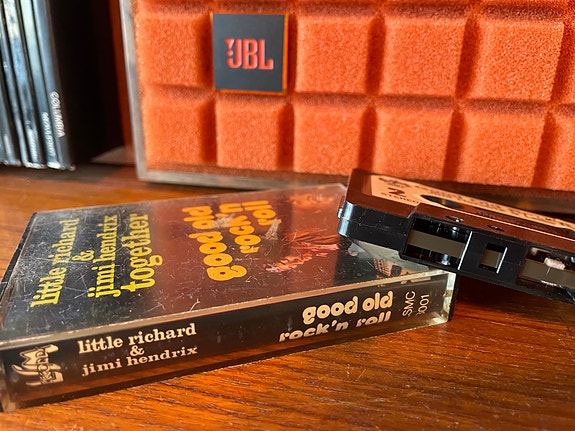 COLUMBIA
JBL
little richard
&
jimi hendrix
together
good old
rock'n
roll
little richard
&
jimi hendrix
good old
rock'n roll
SMC